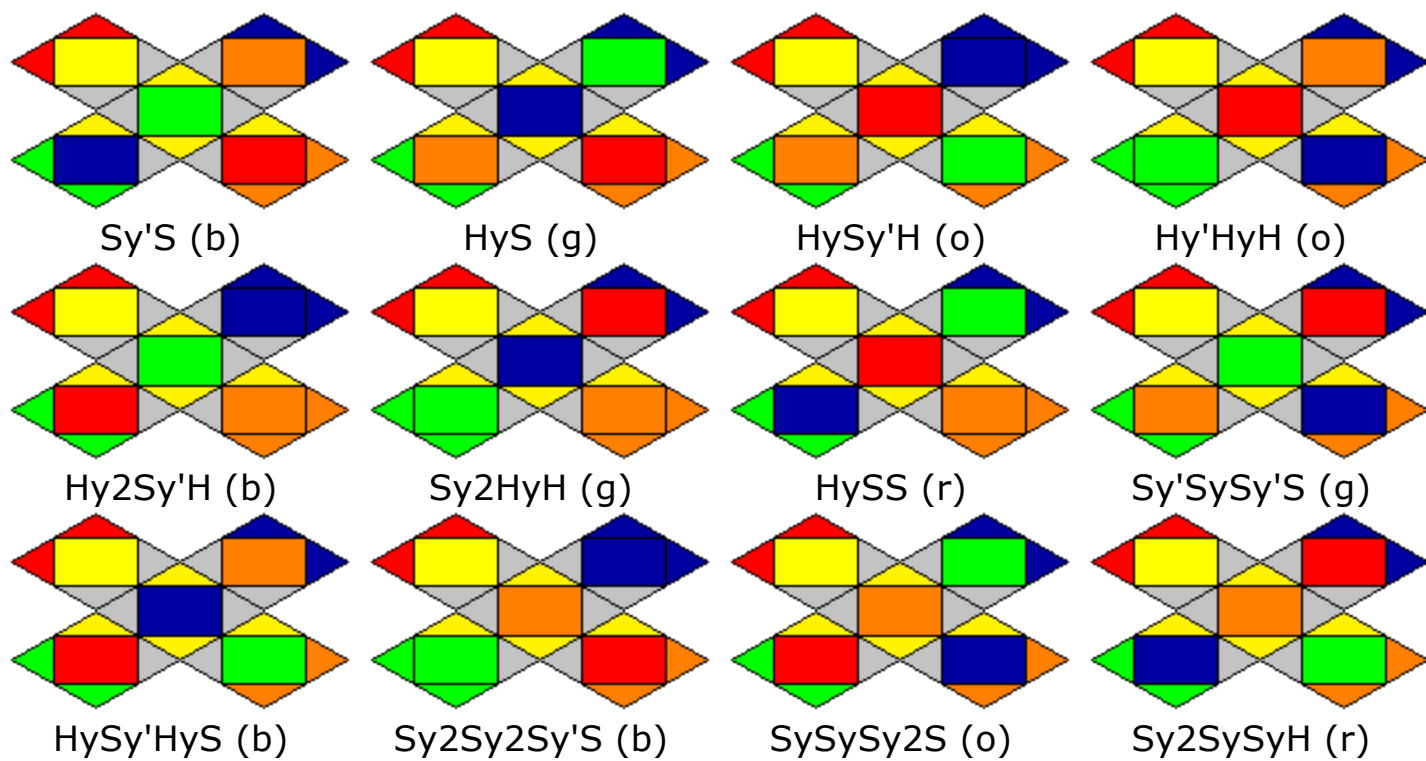 Sy'S (b) HyS (g) HySy'H (o) Hy'HyH (o)
Hy2Sy'H (b) Sy2HyH (g) HySS (r) Sy'SySy'S (g)
HySy'HyS (b) Sy2Sy2Sy'S (b) SySySy2S (o) Sy2SySyH (r)